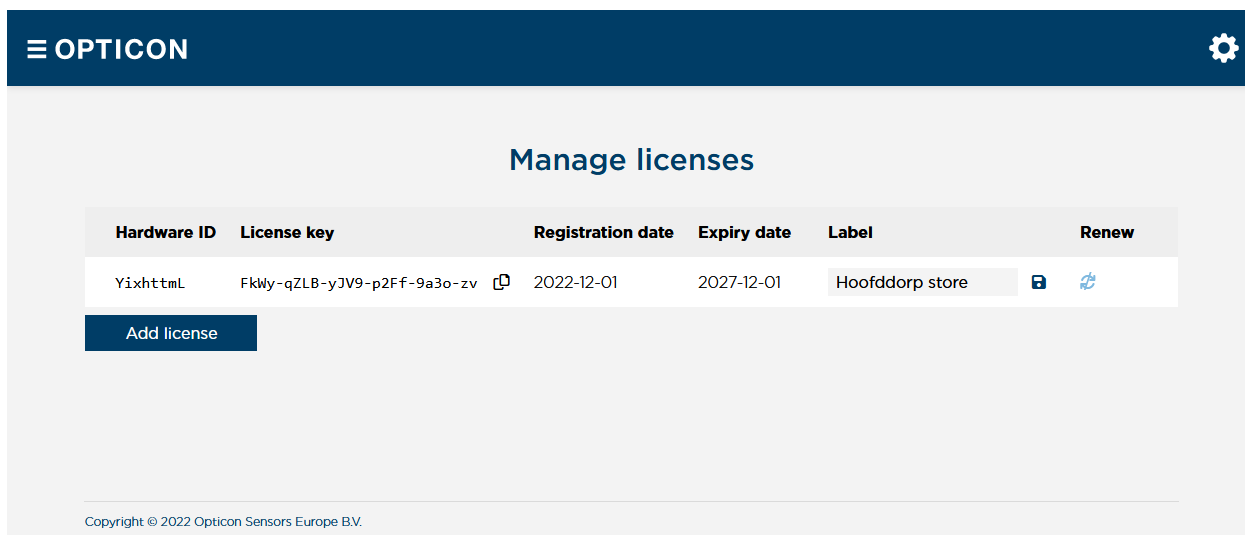 OPTICON
Manage licenses
Hardware ID License key Registration date Expiry date Label Renew
YixhttmL FkWy-qZLB-yJV9-p2Ff-9a3o-zv 2022-12-01 2027-12-01 Hoofddorp store
Add license
Copyright © 2022 Opticon Sensors Europe B.V.